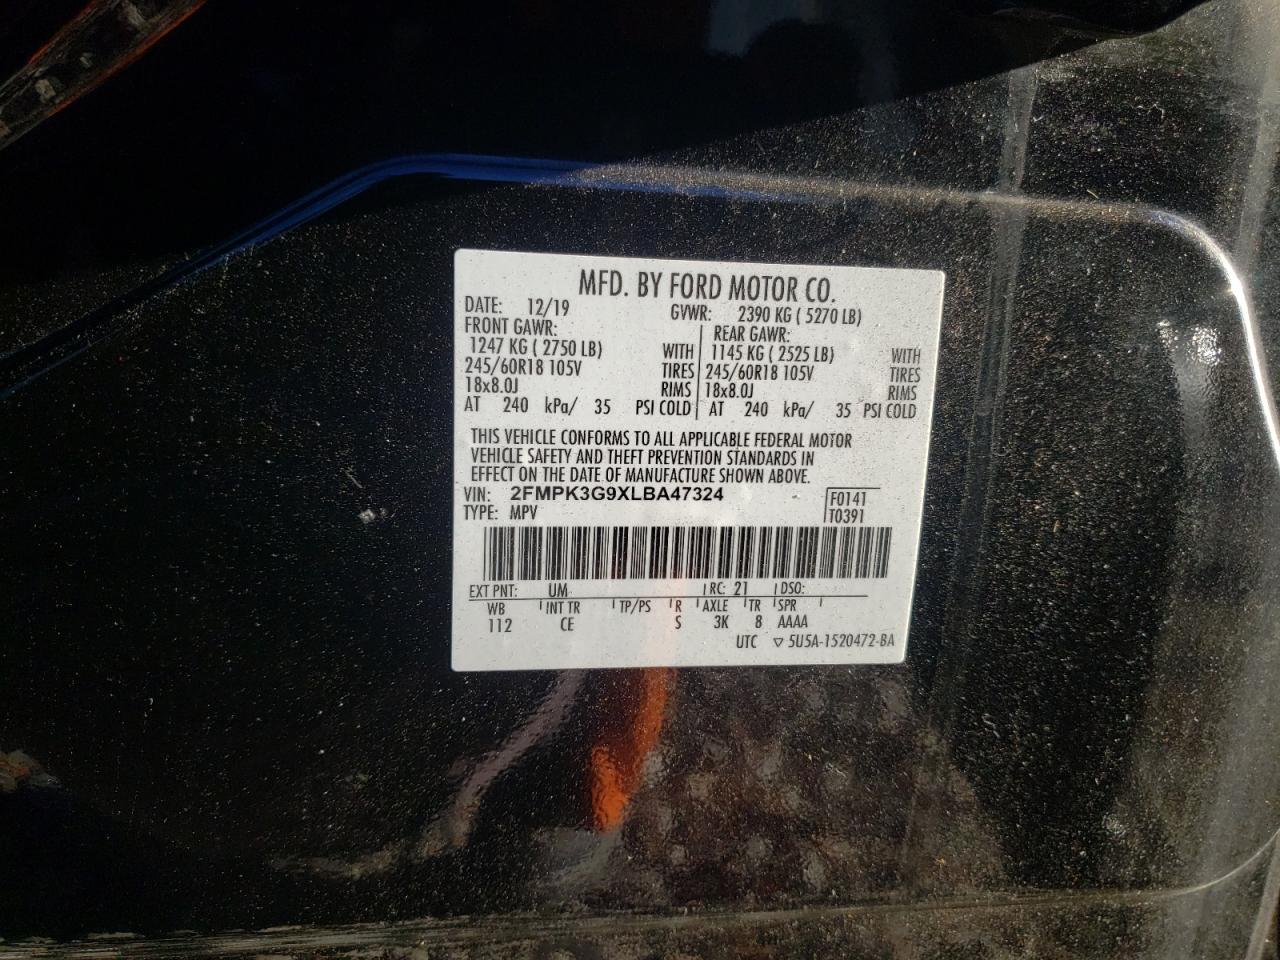 MFD. BY FORD MOTOR CO.
DATE: 12/19 GVWR: 2390 KG ( 5270 LB)
FRONT GAWR: REAR GAWR:
1247 KG ( 2750 LB) WITH 1145 KG ( 2525 LB) WITH
245/60R18 105V TIRES 245/60R18 105V TIRES
18x8.0J RIMS 18x8.0J RIMS
AT 240 kPa/ 35 PSI COLD AT 240 kPa/ 35 PSI COLD
THIS VEHICLE CONFORMS TO ALL APPLICABLE FEDERAL MOTOR
VEHICLE SAFETY AND THEFT PREVENTION STANDARDS IN
EFFECT ON THE DATE OF MANUFACTURE SHOWN ABOVE.
VIN: 2FMPK3G9XLBA47324 F0141
TYPE: MPV T0391
EXT PNT: UM RC: 21 DSO:
WB INT TR TP/PS R AXLE TR SPR
112 CE S 3K 8 AAAA
UTC ▽ 5U5A-1520472-BA